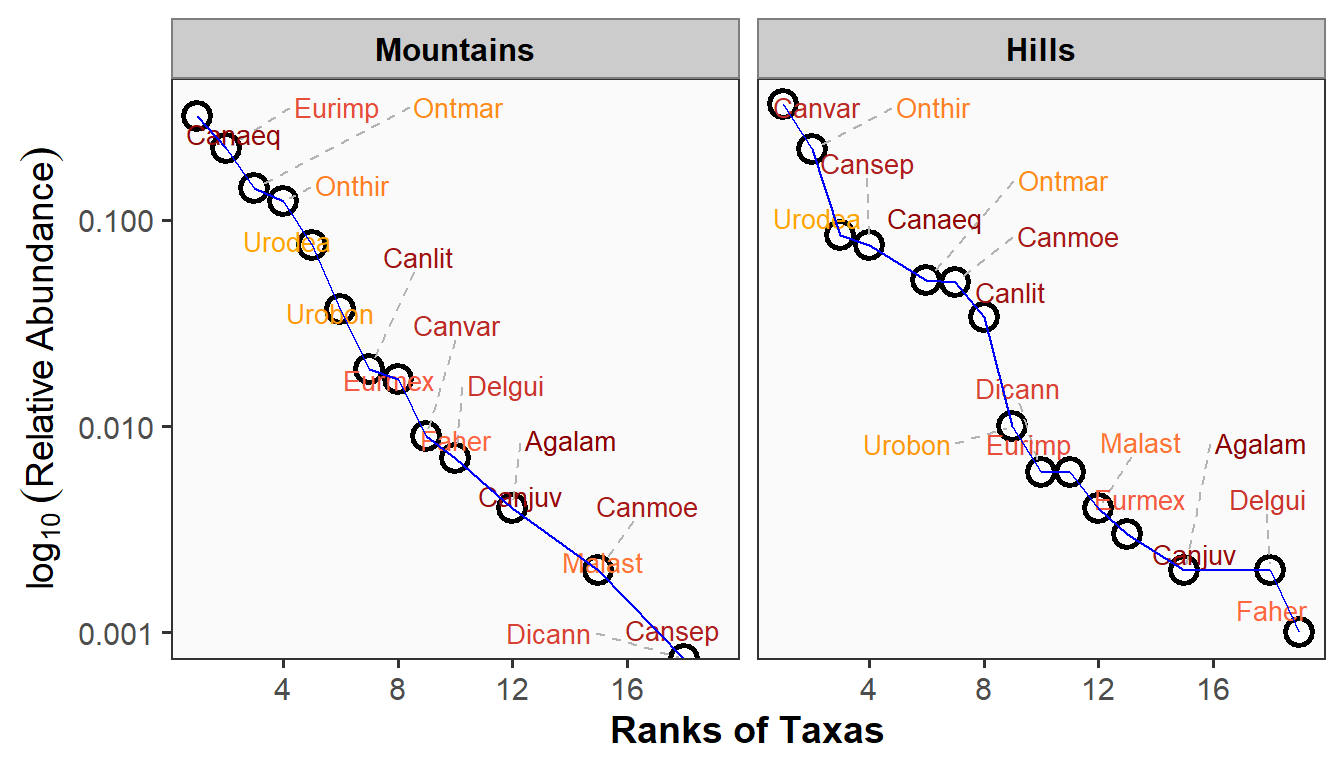 Mountains
Hills
Eurimp
Ontmar
Canaeq
Onthir
Urodea
Canlit
Urobon
Canvar
Eurmex
Delgui
Faher
Agalam
Canjuv
Canmoe
Malast
Dicann
Cansep
Canvar
Onthir
Cansep
Ontmar
Urodea
Canaeq
Canmoe
Canlit
Dicann
Urobon
Eurimp
Malast
Agalam
Eurmex
Delgui
Canjuv
Faher
0.100
0.010
0.001
4 8 12 16
4 8 12 16
log₁₀ (Relative Abundance)
Ranks of Taxas